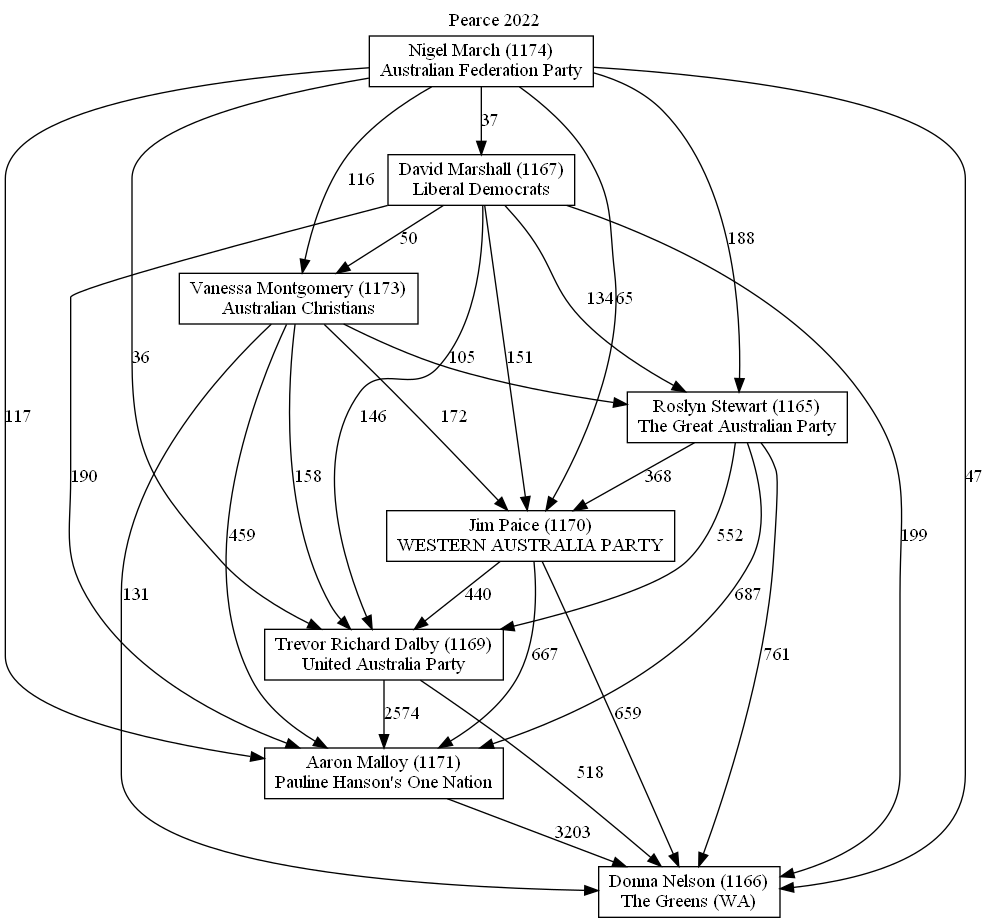 Pearce 2022
Nigel March (1174)
Australian Federation Party
37
David Marshall (1167)
Liberal Democrats
116
188
50
Vanessa Montgomery (1173)
Australian Christians
134
65
36
105
151
Roslyn Stewart (1165)
The Great Australian Party
117
146
172
190
158
368
47
Jim Paice (1170)
WESTERN AUSTRALIA PARTY
459
552
199
131
440
687
Trevor Richard Dalby (1169)
United Australia Party
667
761
2574
659
Aaron Malloy (1171)
Pauline Hanson's One Nation
518
3203
Donna Nelson (1166)
The Greens (WA)